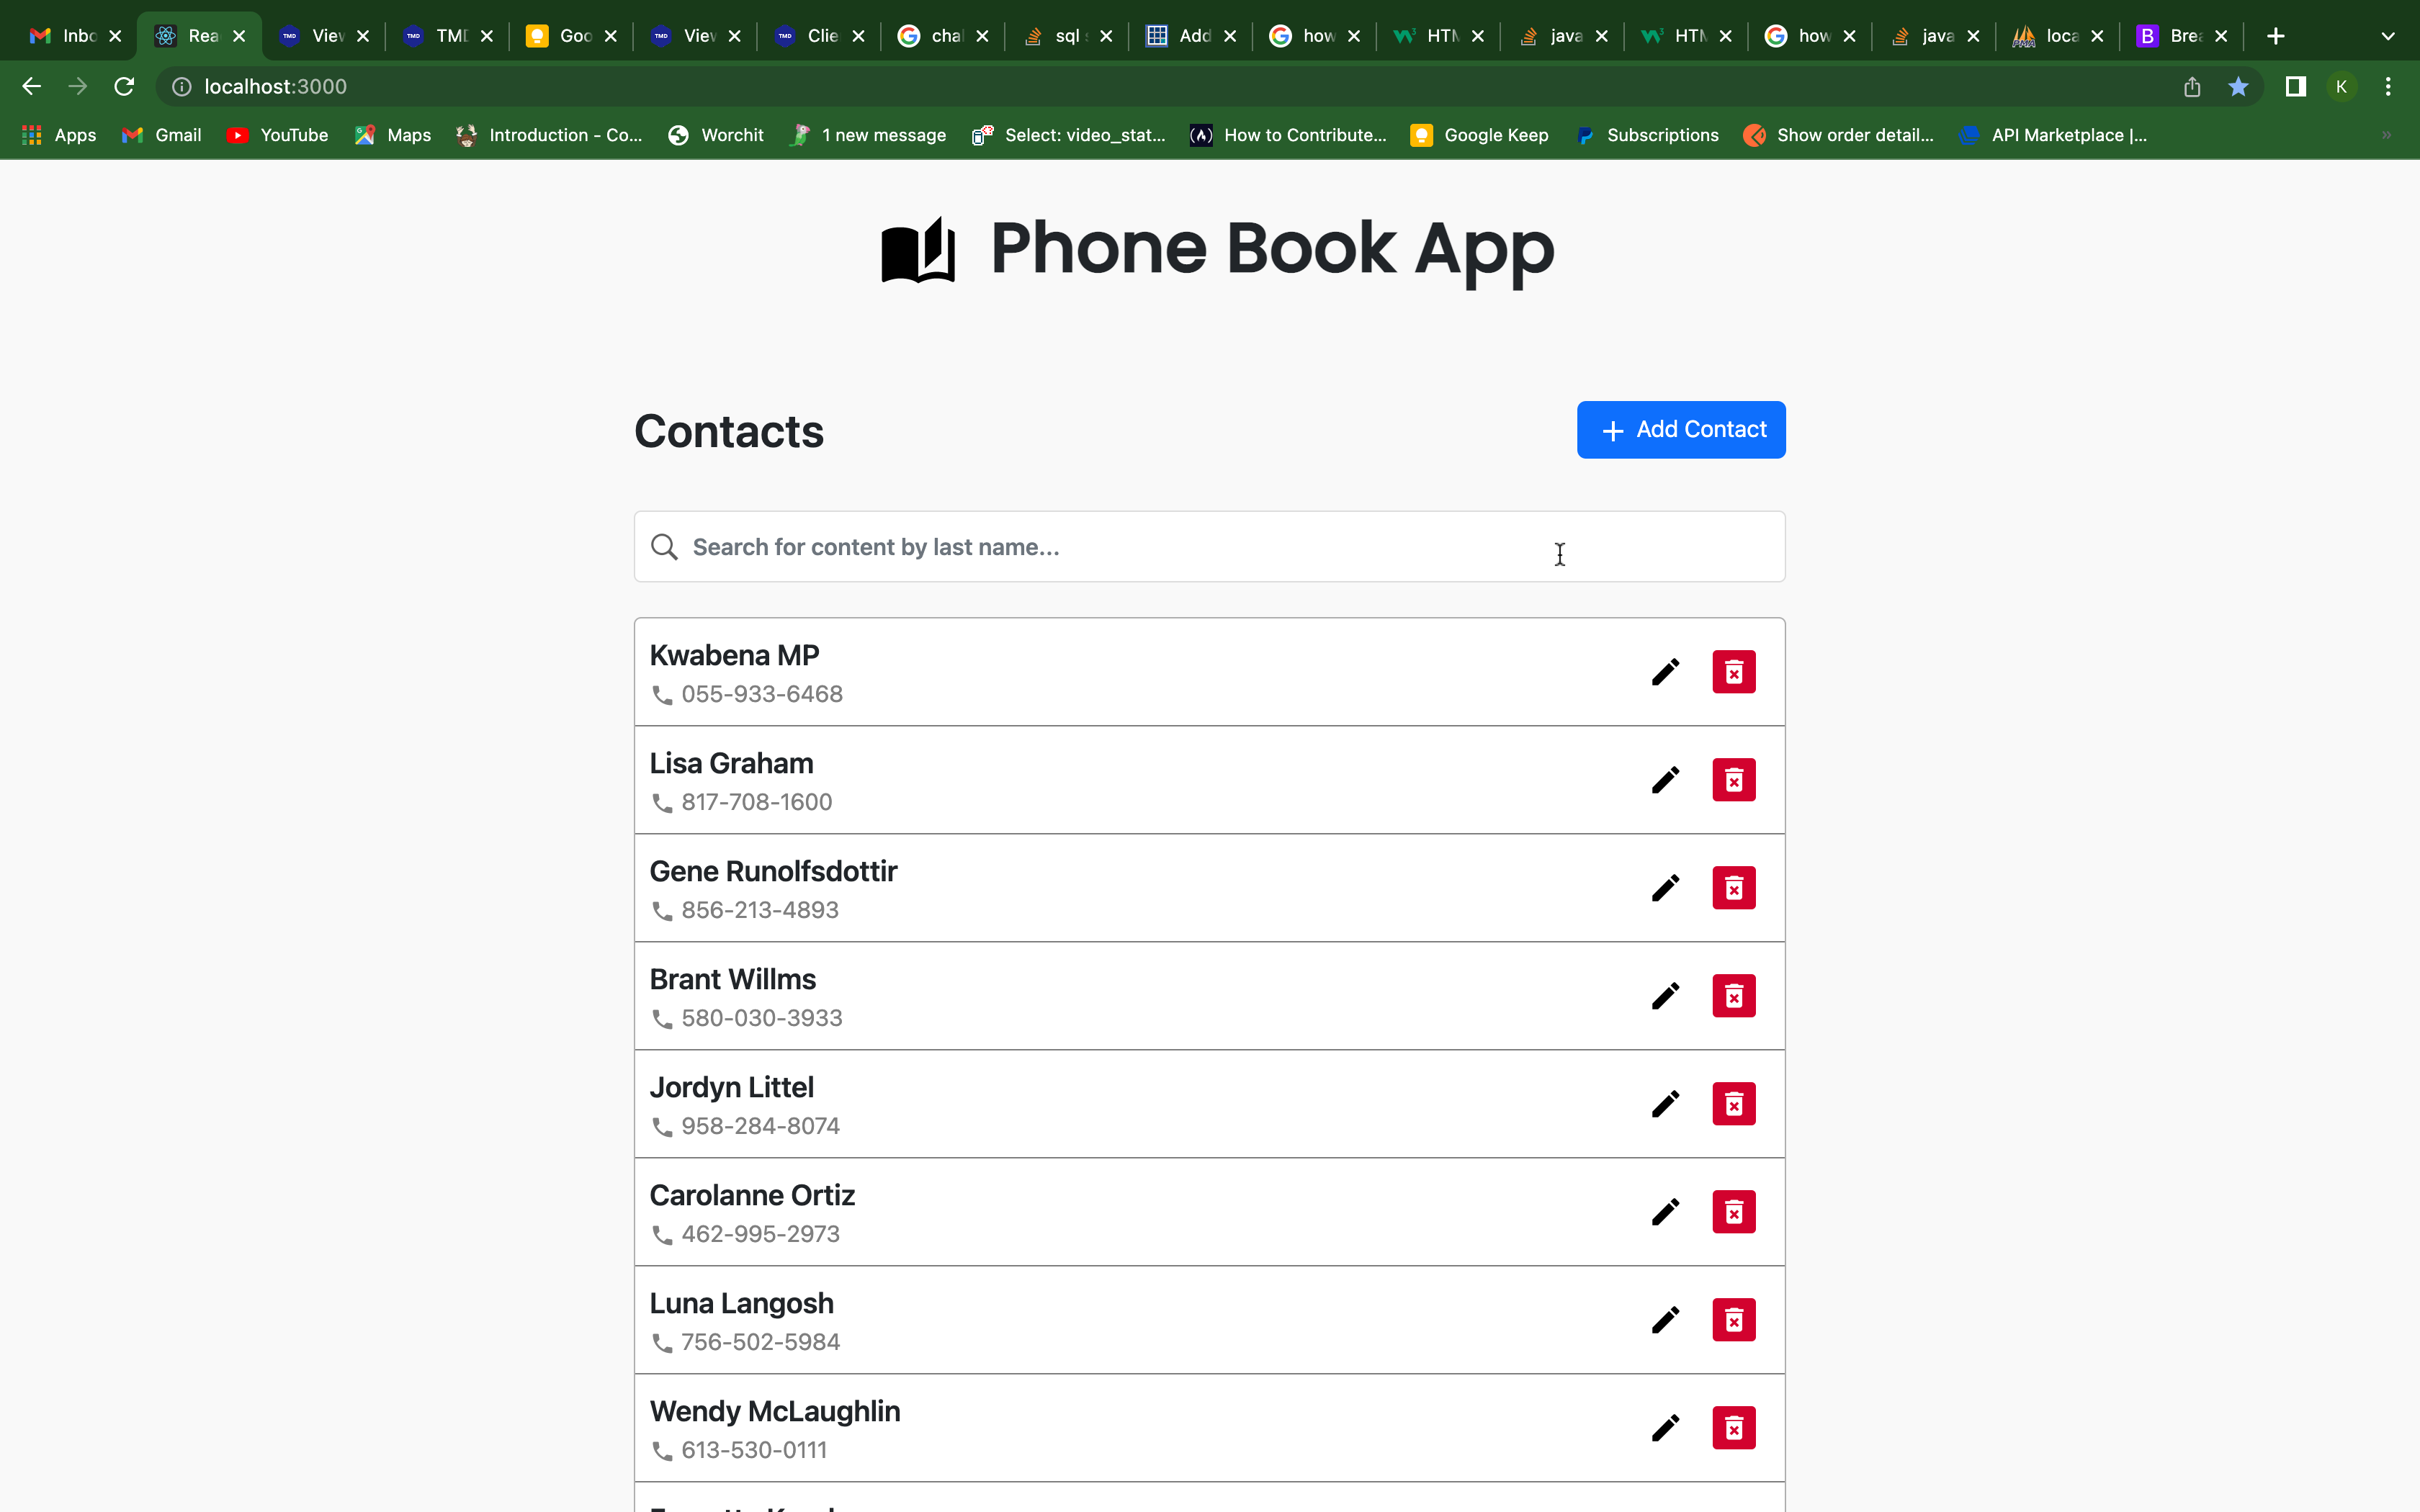 Inbo Rea Viev TMD Goo Viev Clie chal sql s Add how HTM java HTM how java loca Brea
localhost:3000 K
Apps Gmail YouTube Maps Introduction - Co... Worchit 1 new message Select: video_stat... How to Contribute... Google Keep Subscriptions Show order detail... API Marketplace |...
Phone Book App
Contacts
Add Contact
Search for content by last name...
Kwabena MP
055-933-6468
Lisa Graham
817-708-1600
Gene Runolfsdottir
856-213-4893
Brant Willms
580-030-3933
Jordyn Littel
958-284-8074
Carolanne Ortiz
462-995-2973
Luna Langosh
756-502-5984
Wendy McLaughlin
613-530-0111